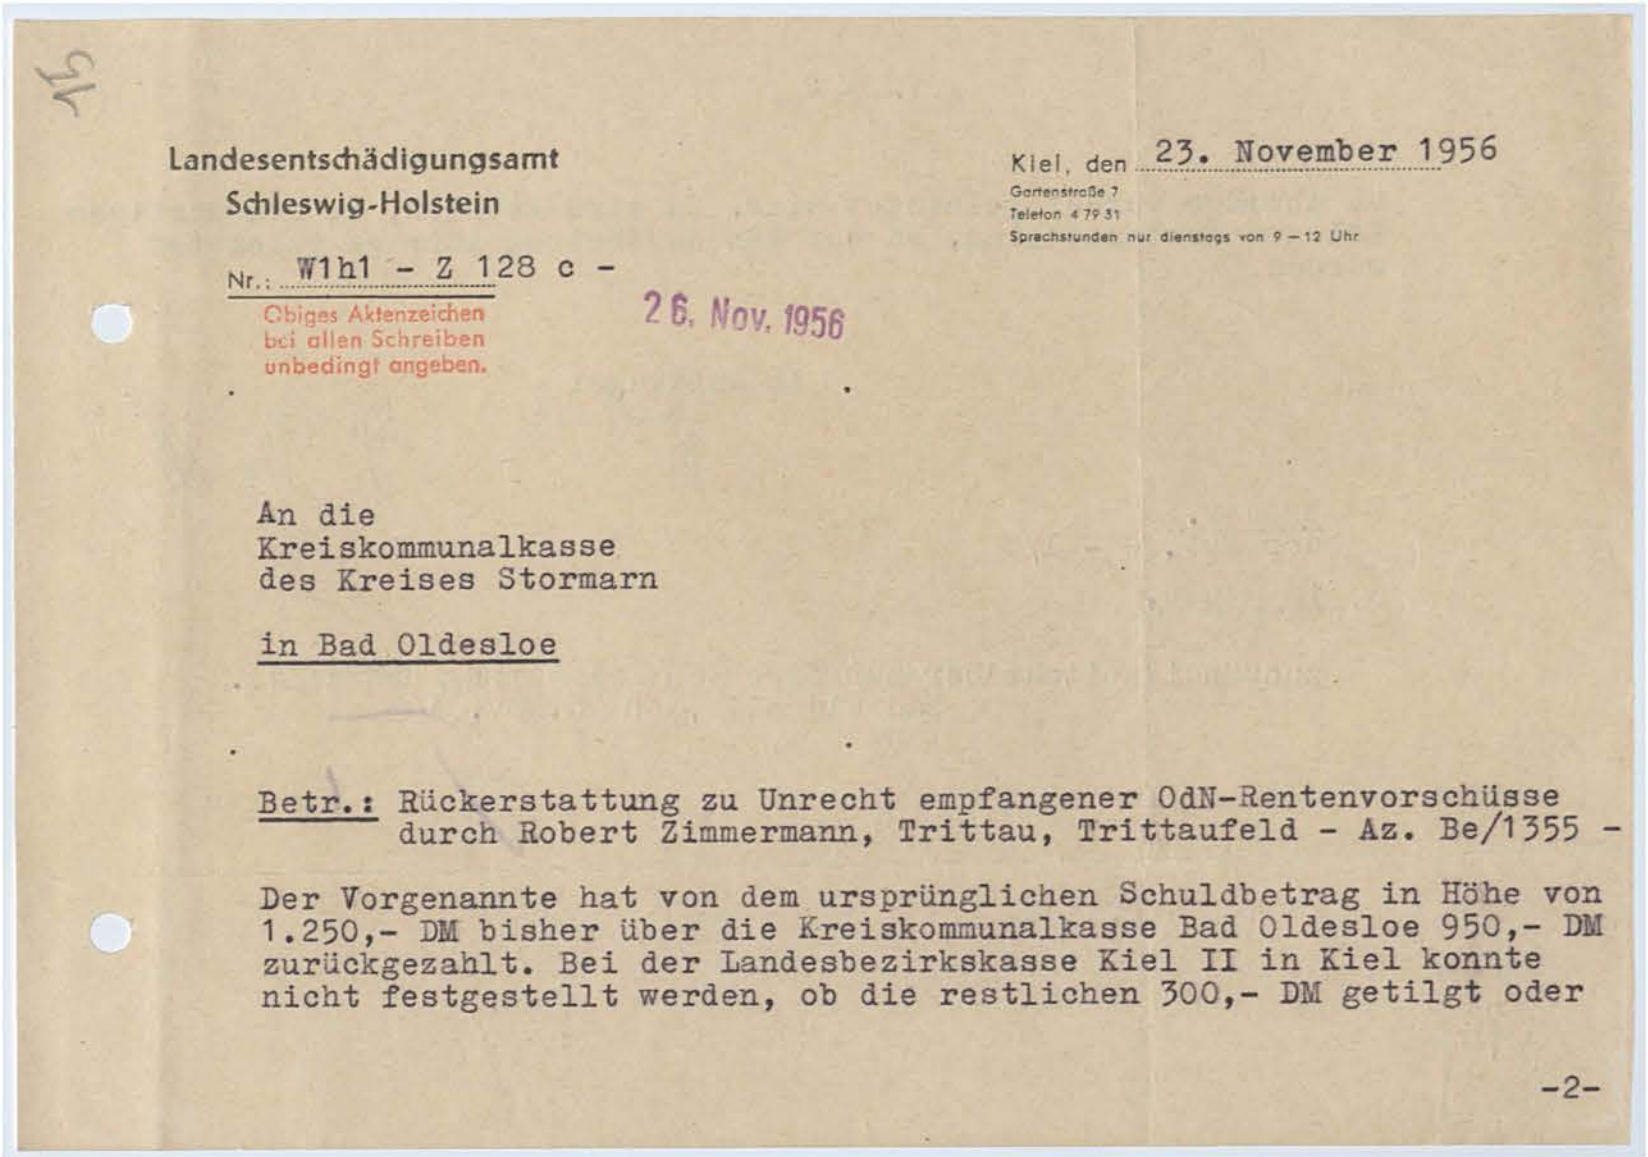 15
Landesentschädigungsamt
Schleswig-Holstein
Kiel, den 23. November 1956
Gartenstraße 7
Telefon 4 79 31
Sprechstunden nur dienstags von 9 – 12 Uhr
Nr.: W1h1 - Z 128 c -
Obiges Aktenzeichen
bei allen Schreiben
unbedingt angeben.
26. Nov. 1956
An die
Kreiskommunalkasse
des Kreises Stormarn
in Bad Oldesloe
Betr.: Rückerstattung zu Unrecht empfangener OdN-Rentenvorschüsse
durch Robert Zimmermann, Trittau, Trittaufeld - Az. Be/1355 -
Der Vorgenannte hat von dem ursprünglichen Schuldbetrag in Höhe von
1.250,- DM bisher über die Kreiskommunalkasse Bad Oldesloe 950,- DM
zurückgezahlt. Bei der Landesbezirkskasse Kiel II in Kiel konnte
nicht festgestellt werden, ob die restlichen 300,- DM getilgt oder
-2-